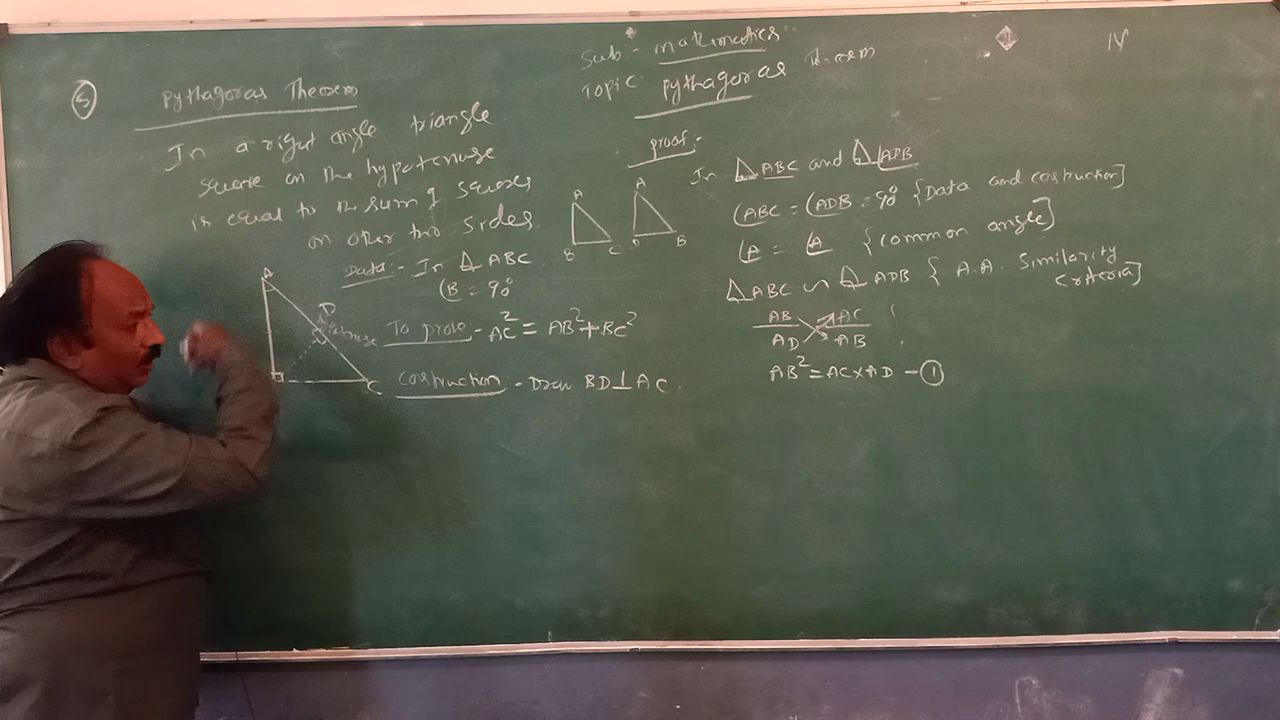 Sub:- mathematics
IV
Topic: pythagoras Theorem
5
Pythagoras Theorem
In a right angle triangle
square on the hypotenuse
is equal to the sum of squares
on other two sides.
Data:- In △ ABC
∠B = 90°
A
D
C
To prove - AC² = AB² + BC²
costruction - Draw BD ⊥ AC.
proof:-
A
B
C
A
D
B
In △ABC and △ADB
∠ABC = ∠ADB = 90° {Data and costruction]
∠A = ∠A {common angle]
△ABC ~ △ADB { A.A. Similarity
criteria]
AB AC
AD AB
AB² = AC×AD - ①